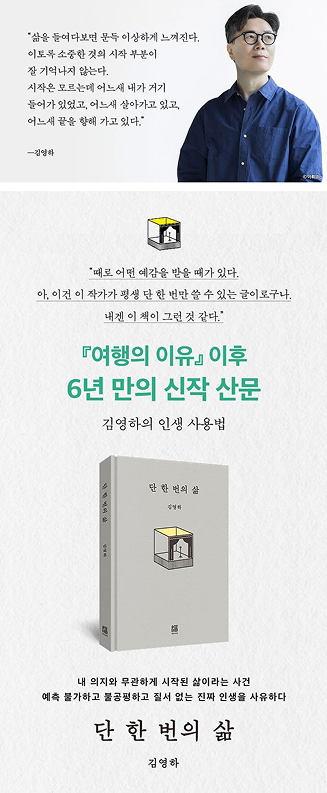 "삶을 들여다보면 문득 이상하게 느껴진다.
이토록 소중한 것의 시작 부분이
잘 기억나지 않는다.
시작은 모르는데 어느새 내가 거기
들어가 있었고, 어느새 살아가고 있고,
어느새 끝을 향해 가고 있다."
—김영하
"때로 어떤 예감을 받을 때가 있다.
아, 이건 이 작가가 평생 단 한 번만 쓸 수 있는 글이로구나.
내겐 이 책이 그런 것 같다."
『여행의 이유』 이후
6년 만의 신작 산문
김영하의 인생 사용법
단 한 번의 삶
김영하
단 한 번의 삶
김영하
내 의지와 무관하게 시작된 삶이라는 사건
예측 불가하고 불공평하고 질서 없는 진짜 인생을 사유하다
단 한 번의 삶
김영하